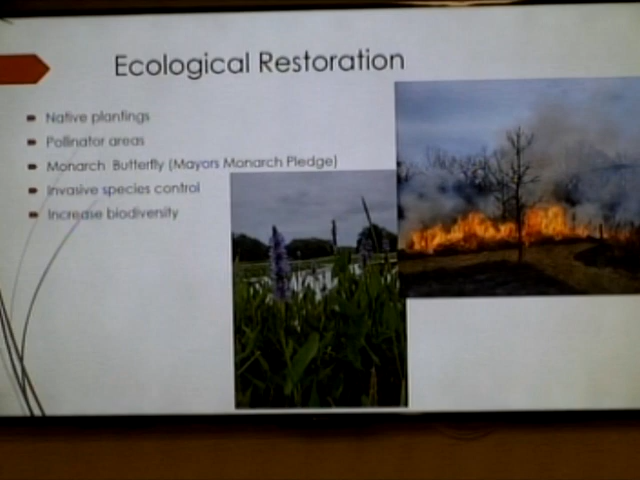 Ecological Restoration
Native plantings
Pollinator areas
Monarch Butterfly (Mayors Monarch Pledge)
Invasive species control
Increase biodiversity